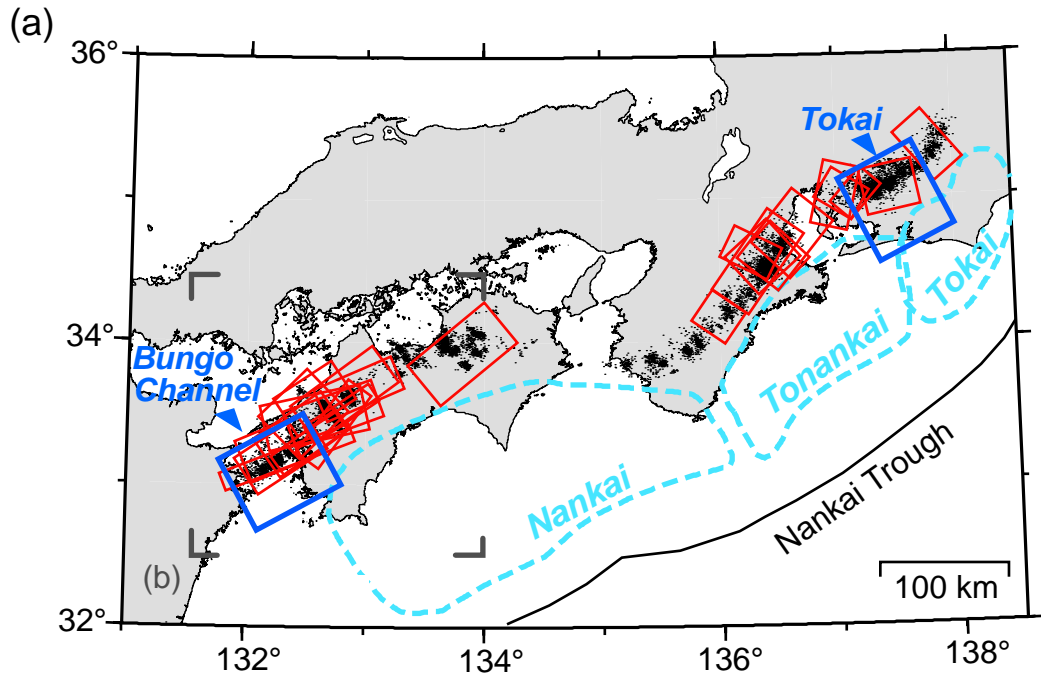 (a)
36°
Tokai
34°
Bungo
Channel
Tokai
Tonankai
Nankai
Nankai Trough
(b)
100 km
32°
132°
134°
136°
138°